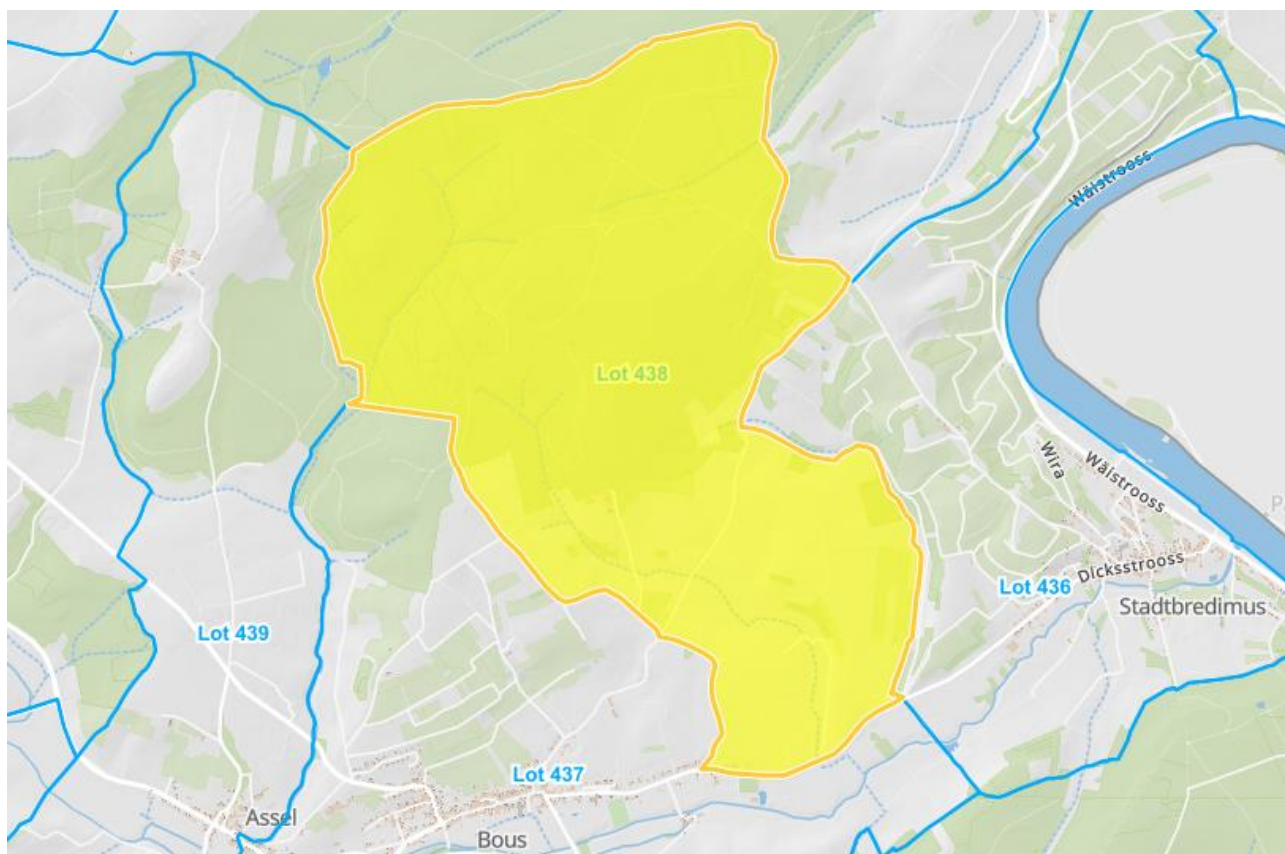 Wäistrooss
Lot 438
Wira
Wäistrooss
Dicksstrooss
Lot 436
Stadtbredimus
Lot 439
Lot 437
Assel
Bous
P